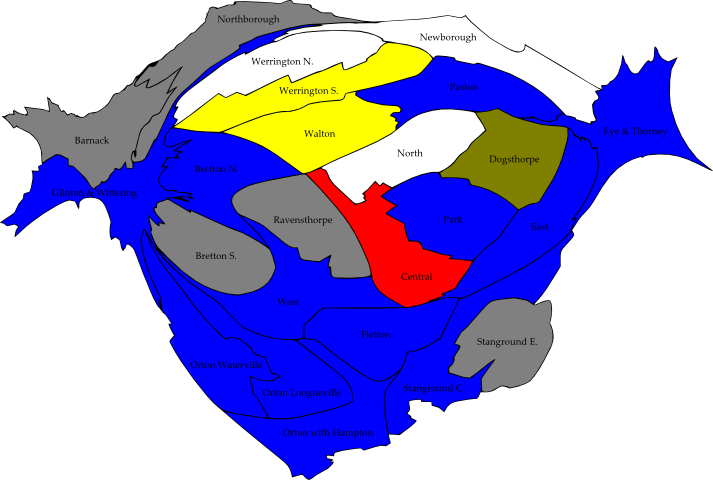 Northborough
Newborough
Werrington N.
Werrington S.
Paston
Walton
Eye & Thorney
Barnack
North
Dogsthorpe
Bretton N.
Glinton & Wittering
Ravensthorpe
Park
East
Bretton S.
Central
West
Fletton
Stanground E.
Orton Waterville
Orton Longueville
Stanground C.
Orton with Hampton